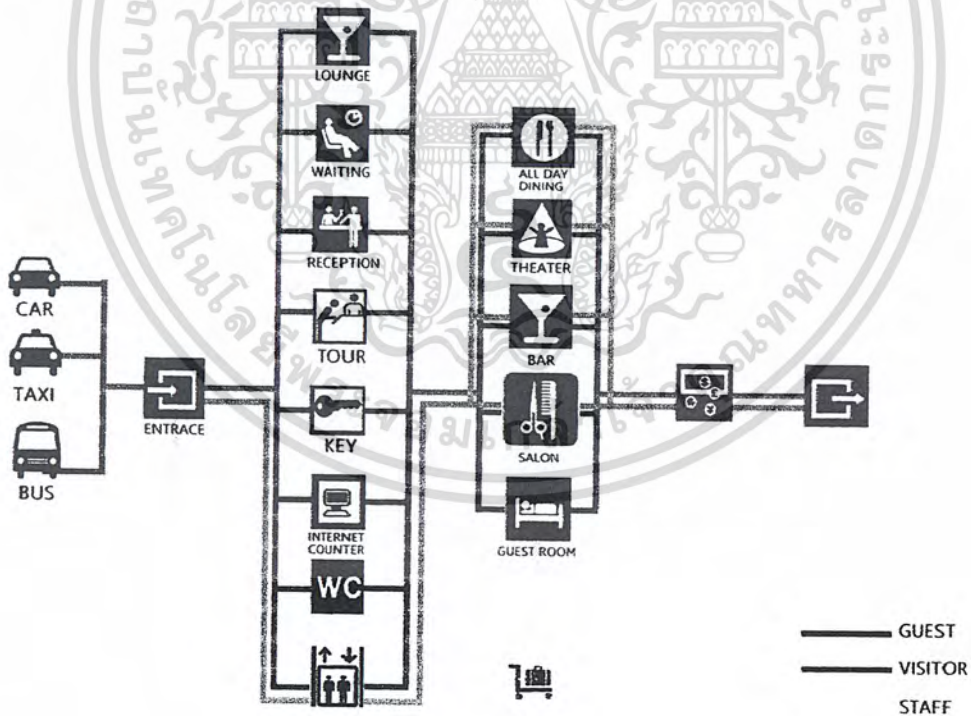 LOUNGE
WAITING
RECEPTION
TOUR
KEY
INTERNET
COUNTER
WC
CAR
TAXI
BUS
ENTRACE
ALL DAY
DINING
THEATER
BAR
SALON
GUEST ROOM
GUEST
VISITOR
STAFF